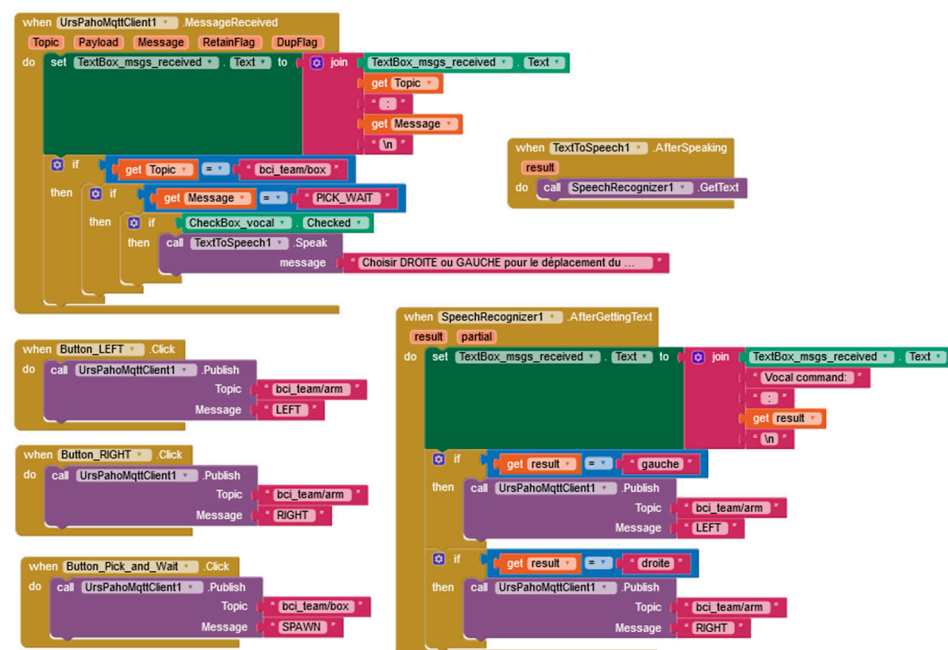 when UrsPahoMqttClient1 .MessageReceived
Topic Payload Message RetainFlag DupFlag
do set TextBox_msgs_received . Text to join TextBox_msgs_received . Text
get Topic
" : "
get Message
" \n "
if get Topic = " bci_team/box "
then if get Message = " PICK_WAIT "
then if CheckBox_vocal . Checked
then call TextToSpeech1 .Speak
message " Choisir DROITE ou GAUCHE pour le déplacement du ... "
when TextToSpeech1 .AfterSpeaking
result
do call SpeechRecognizer1 .GetText
when Button_LEFT .Click
do call UrsPahoMqttClient1 .Publish
Topic " bci_team/arm "
Message " LEFT "
when Button_RIGHT .Click
do call UrsPahoMqttClient1 .Publish
Topic " bci_team/arm "
Message " RIGHT "
when Button_Pick_and_Wait .Click
do call UrsPahoMqttClient1 .Publish
Topic " bci_team/box "
Message " SPAWN "
when SpeechRecognizer1 .AfterGettingText
result partial
do set TextBox_msgs_received . Text to join TextBox_msgs_received . Text
" Vocal command: "
" : "
get result
" \n "
if get result = " gauche "
then call UrsPahoMqttClient1 .Publish
Topic " bci_team/arm "
Message " LEFT "
if get result = " droite "
then call UrsPahoMqttClient1 .Publish
Topic " bci_team/arm "
Message " RIGHT "